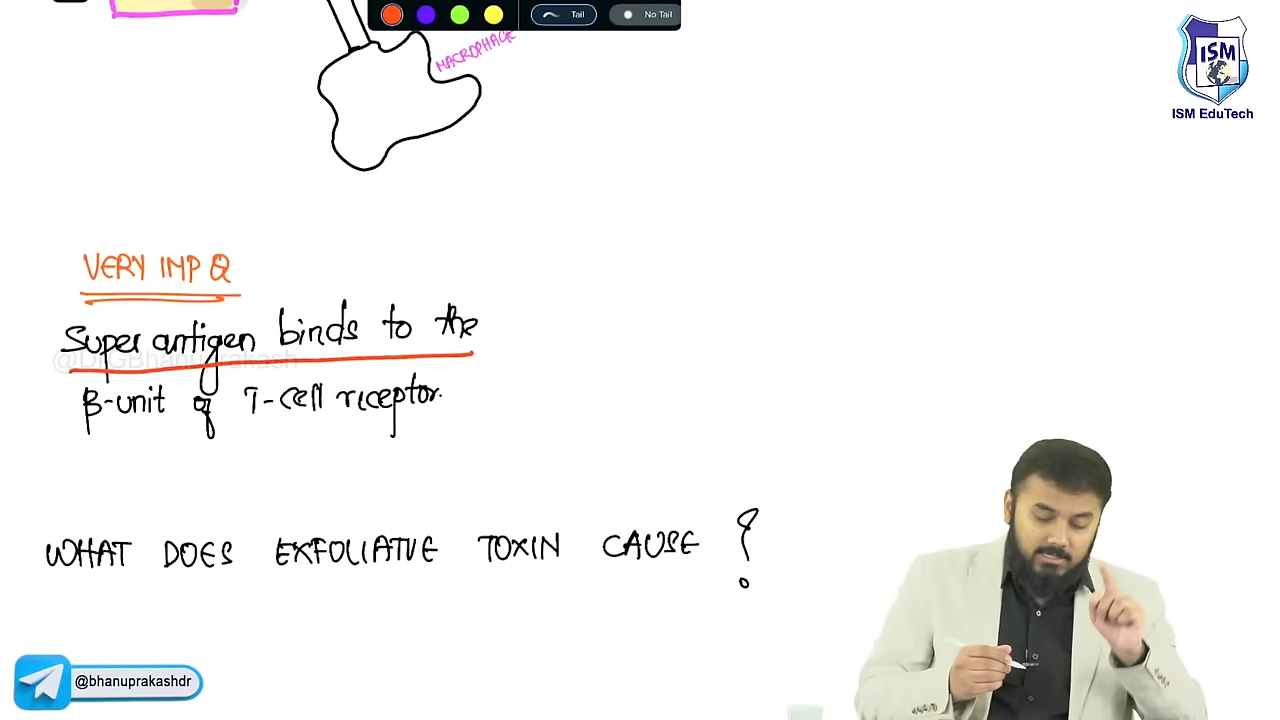 Tail
No Tail
MACROPHAGE
ISM
ISM EduTech
VERY IMP Q
Super antigen binds to the
@DrGBhanuprakash
β-unit of T-cell receptor.
WHAT DOES EXFOLIATIVE TOXIN CAUSE ?
@bhanuprakashdr